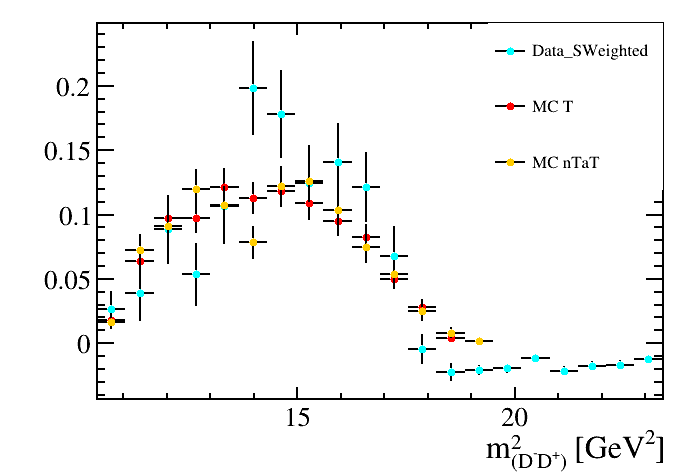 0.2
0.15
0.1
0.05
0
15
20
Data_SWeighted
MC T
MC nTaT
m²(D⁻D⁺) [GeV²]